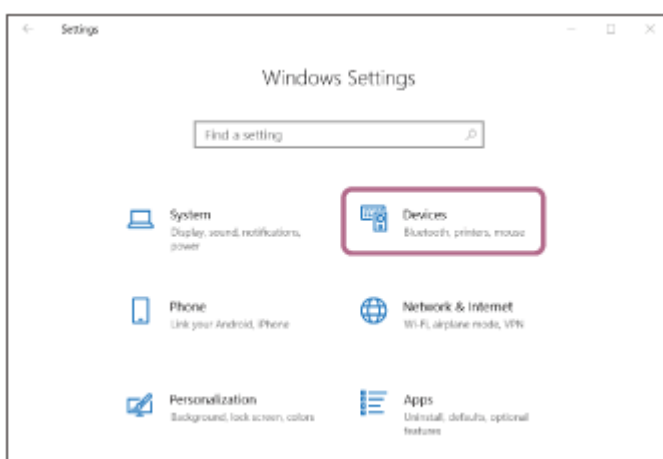 Settings
Windows Settings
Find a setting
System
Display, sound, notifications,
power
Devices
Bluetooth, printers, mouse
Phone
Link your Android, iPhone
Network & Internet
Wi-Fi, airplane mode, VPN
Personalization
Background, lock screen, colors
Apps
Uninstall, defaults, optional
features